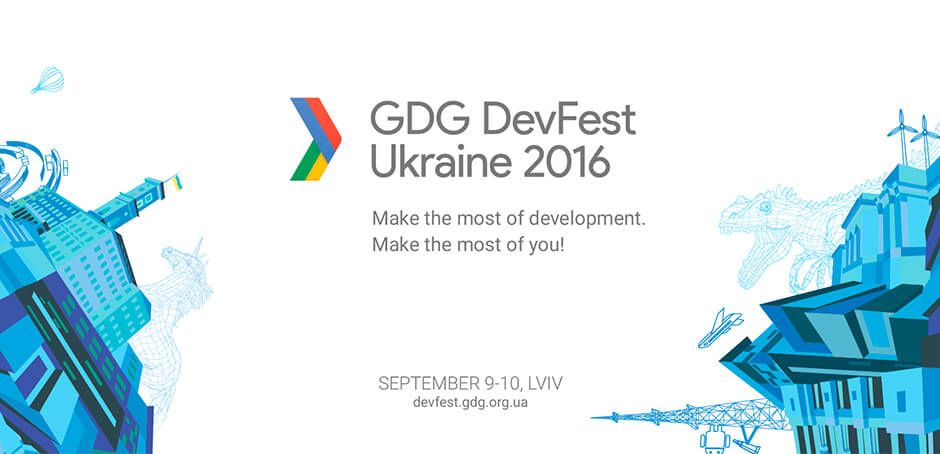 GDG DevFest
Ukraine 2016
Make the most of development.
Make the most of you!
SEPTEMBER 9-10, LVIV
devfest.gdg.org.ua